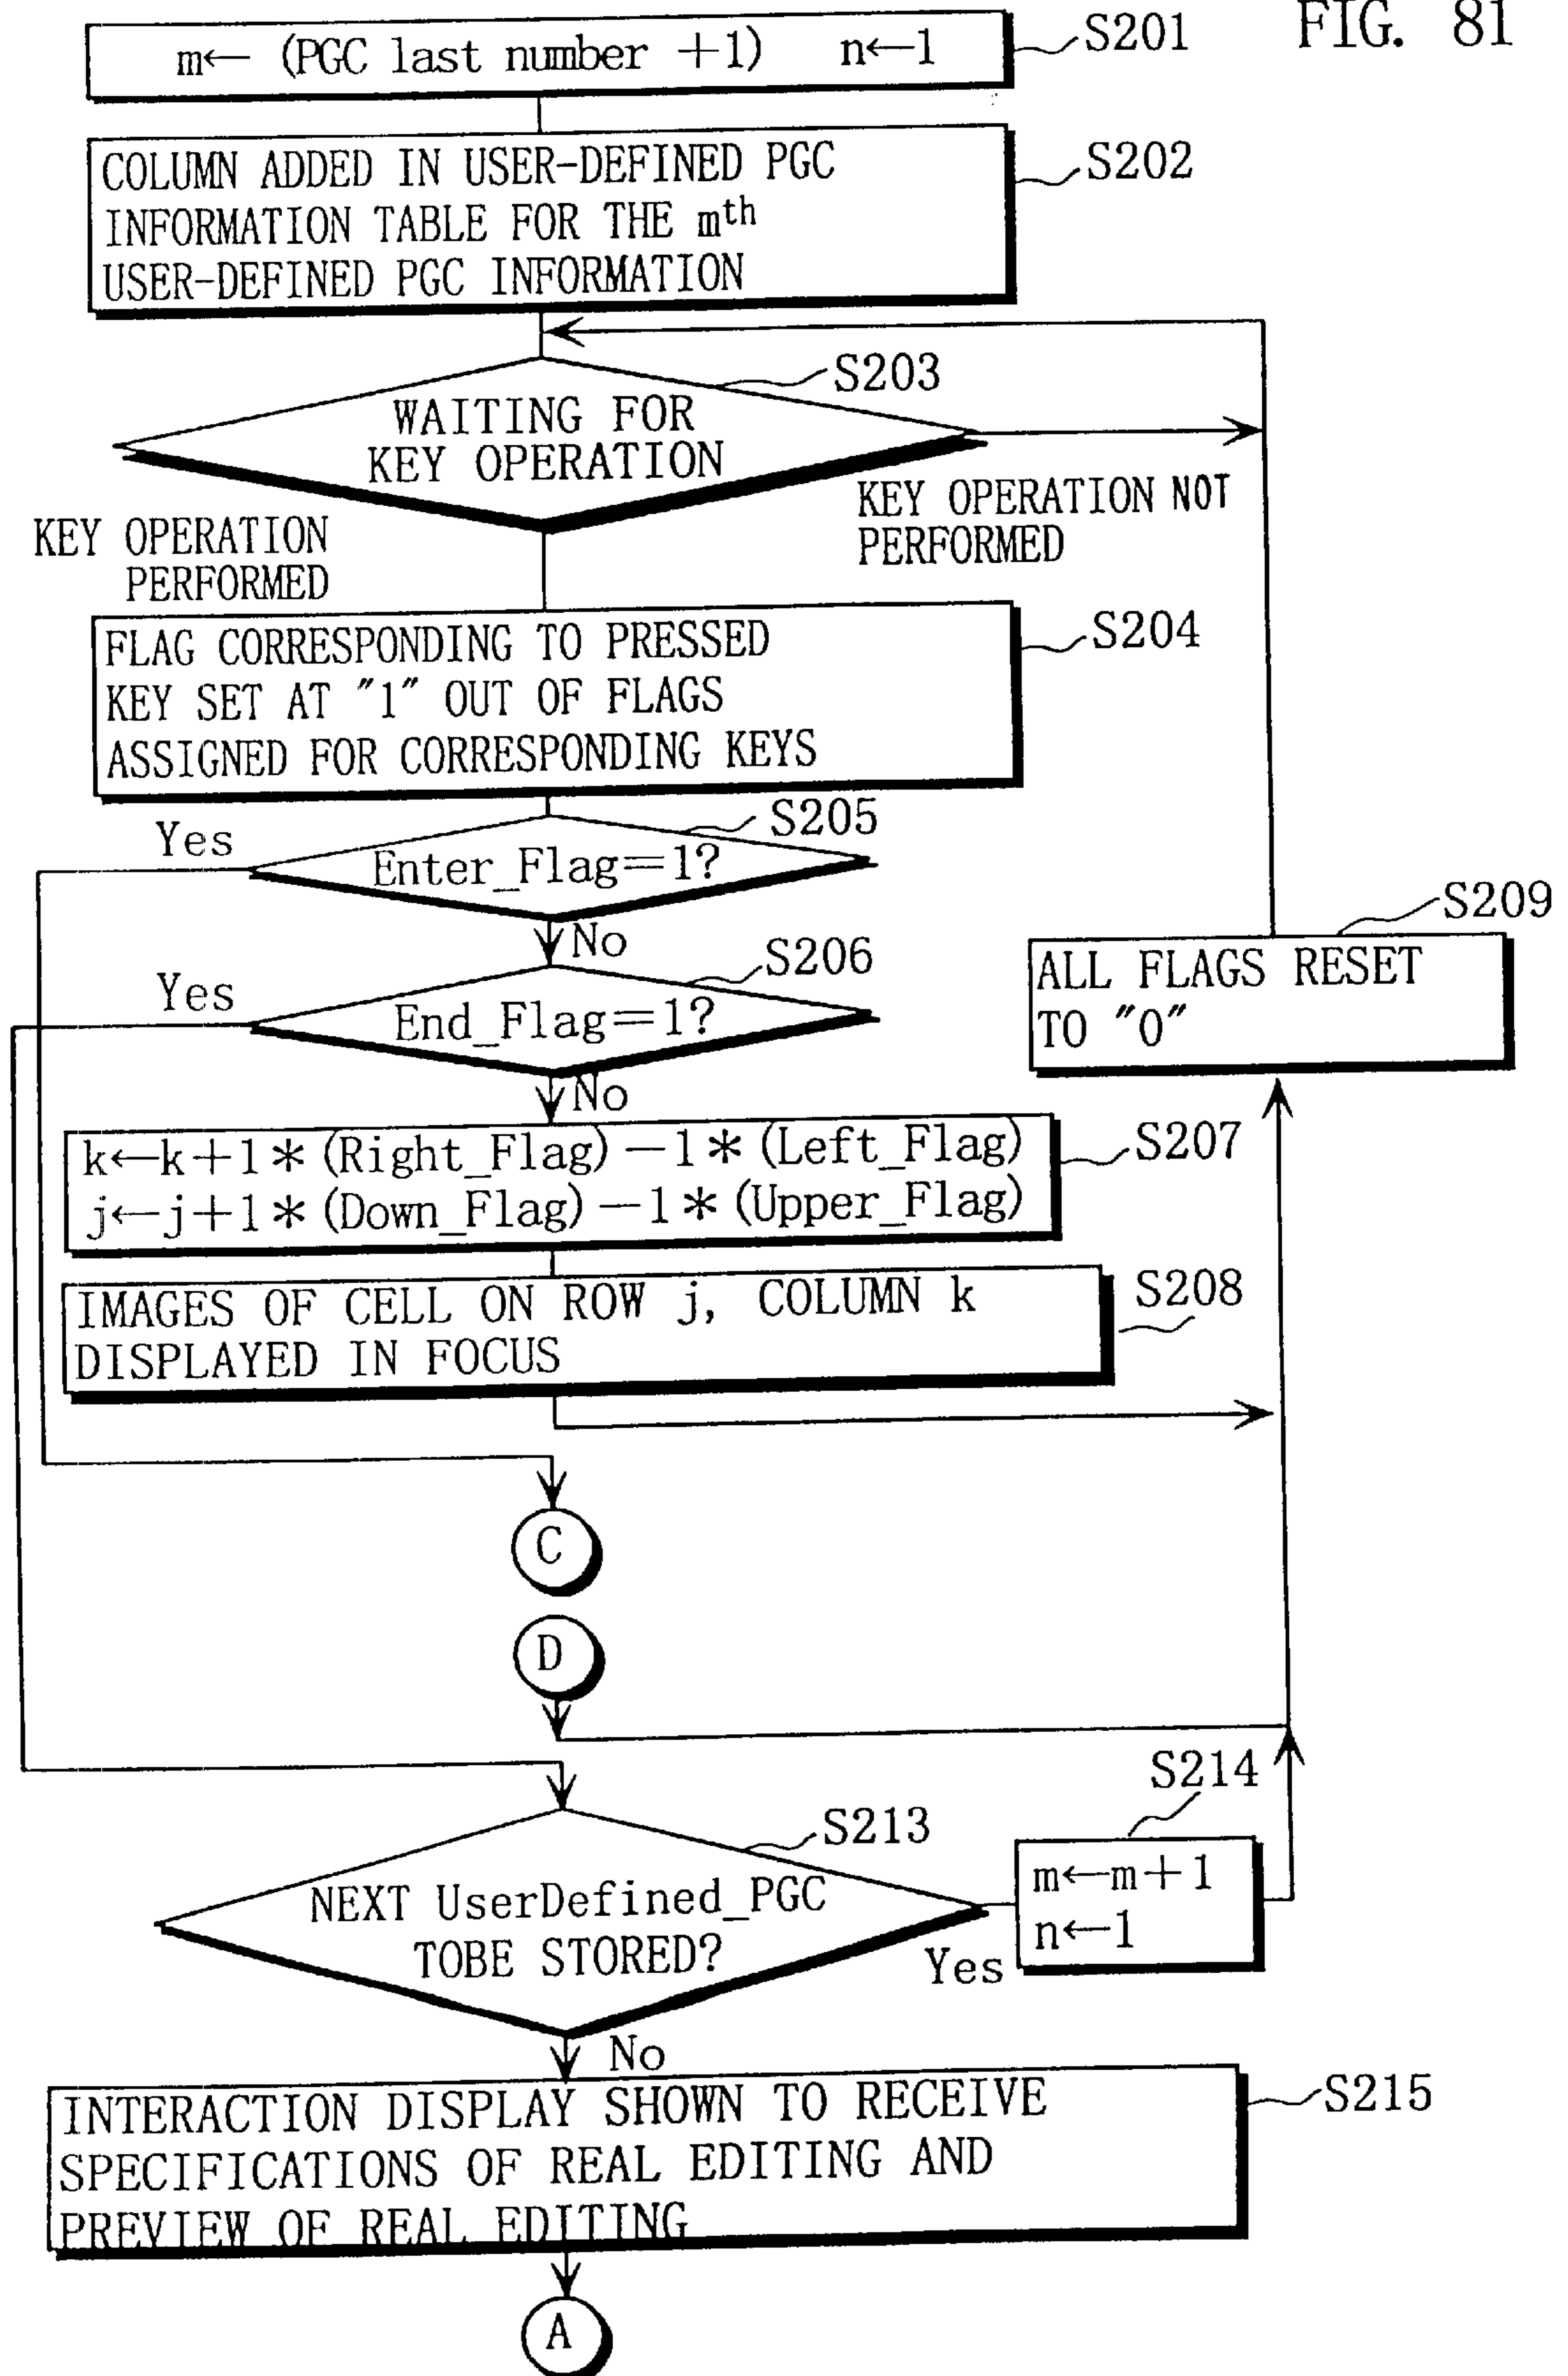 FIG. 81
m← (PGC last number +1) n←1
S201
COLUMN ADDED IN USER-DEFINED PGC
INFORMATION TABLE FOR THE mth
USER-DEFINED PGC INFORMATION
S202
S203
WAITING FOR
KEY OPERATION
KEY OPERATION NOT
PERFORMED
KEY OPERATION
PERFORMED
FLAG CORRESPONDING TO PRESSED
KEY SET AT "1" OUT OF FLAGS
ASSIGNED FOR CORRESPONDING KEYS
S204
S205
Yes
Enter_Flag=1?
No
S206
Yes
End_Flag=1?
No
S209
ALL FLAGS RESET
TO "0"
k←k+1*(Right_Flag)-1*(Left_Flag)
j←j+1*(Down_Flag)-1*(Upper_Flag)
S207
IMAGES OF CELL ON ROW j, COLUMN k
DISPLAYED IN FOCUS
S208
C
D
S213
NEXT UserDefined_PGC
TOBE STORED?
Yes
S214
m←m+1
n←1
No
INTERACTION DISPLAY SHOWN TO RECEIVE
SPECIFICATIONS OF REAL EDITING AND
PREVIEW OF REAL EDITING
S215
A